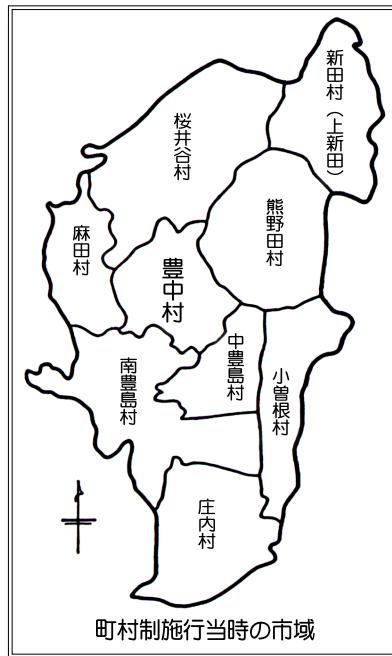 新田村（上新田）
桜井谷村
熊野田村
麻田村
豊中村
中豊島村
小曽根村
南豊島村
庄内村
町村制施行当時の市域